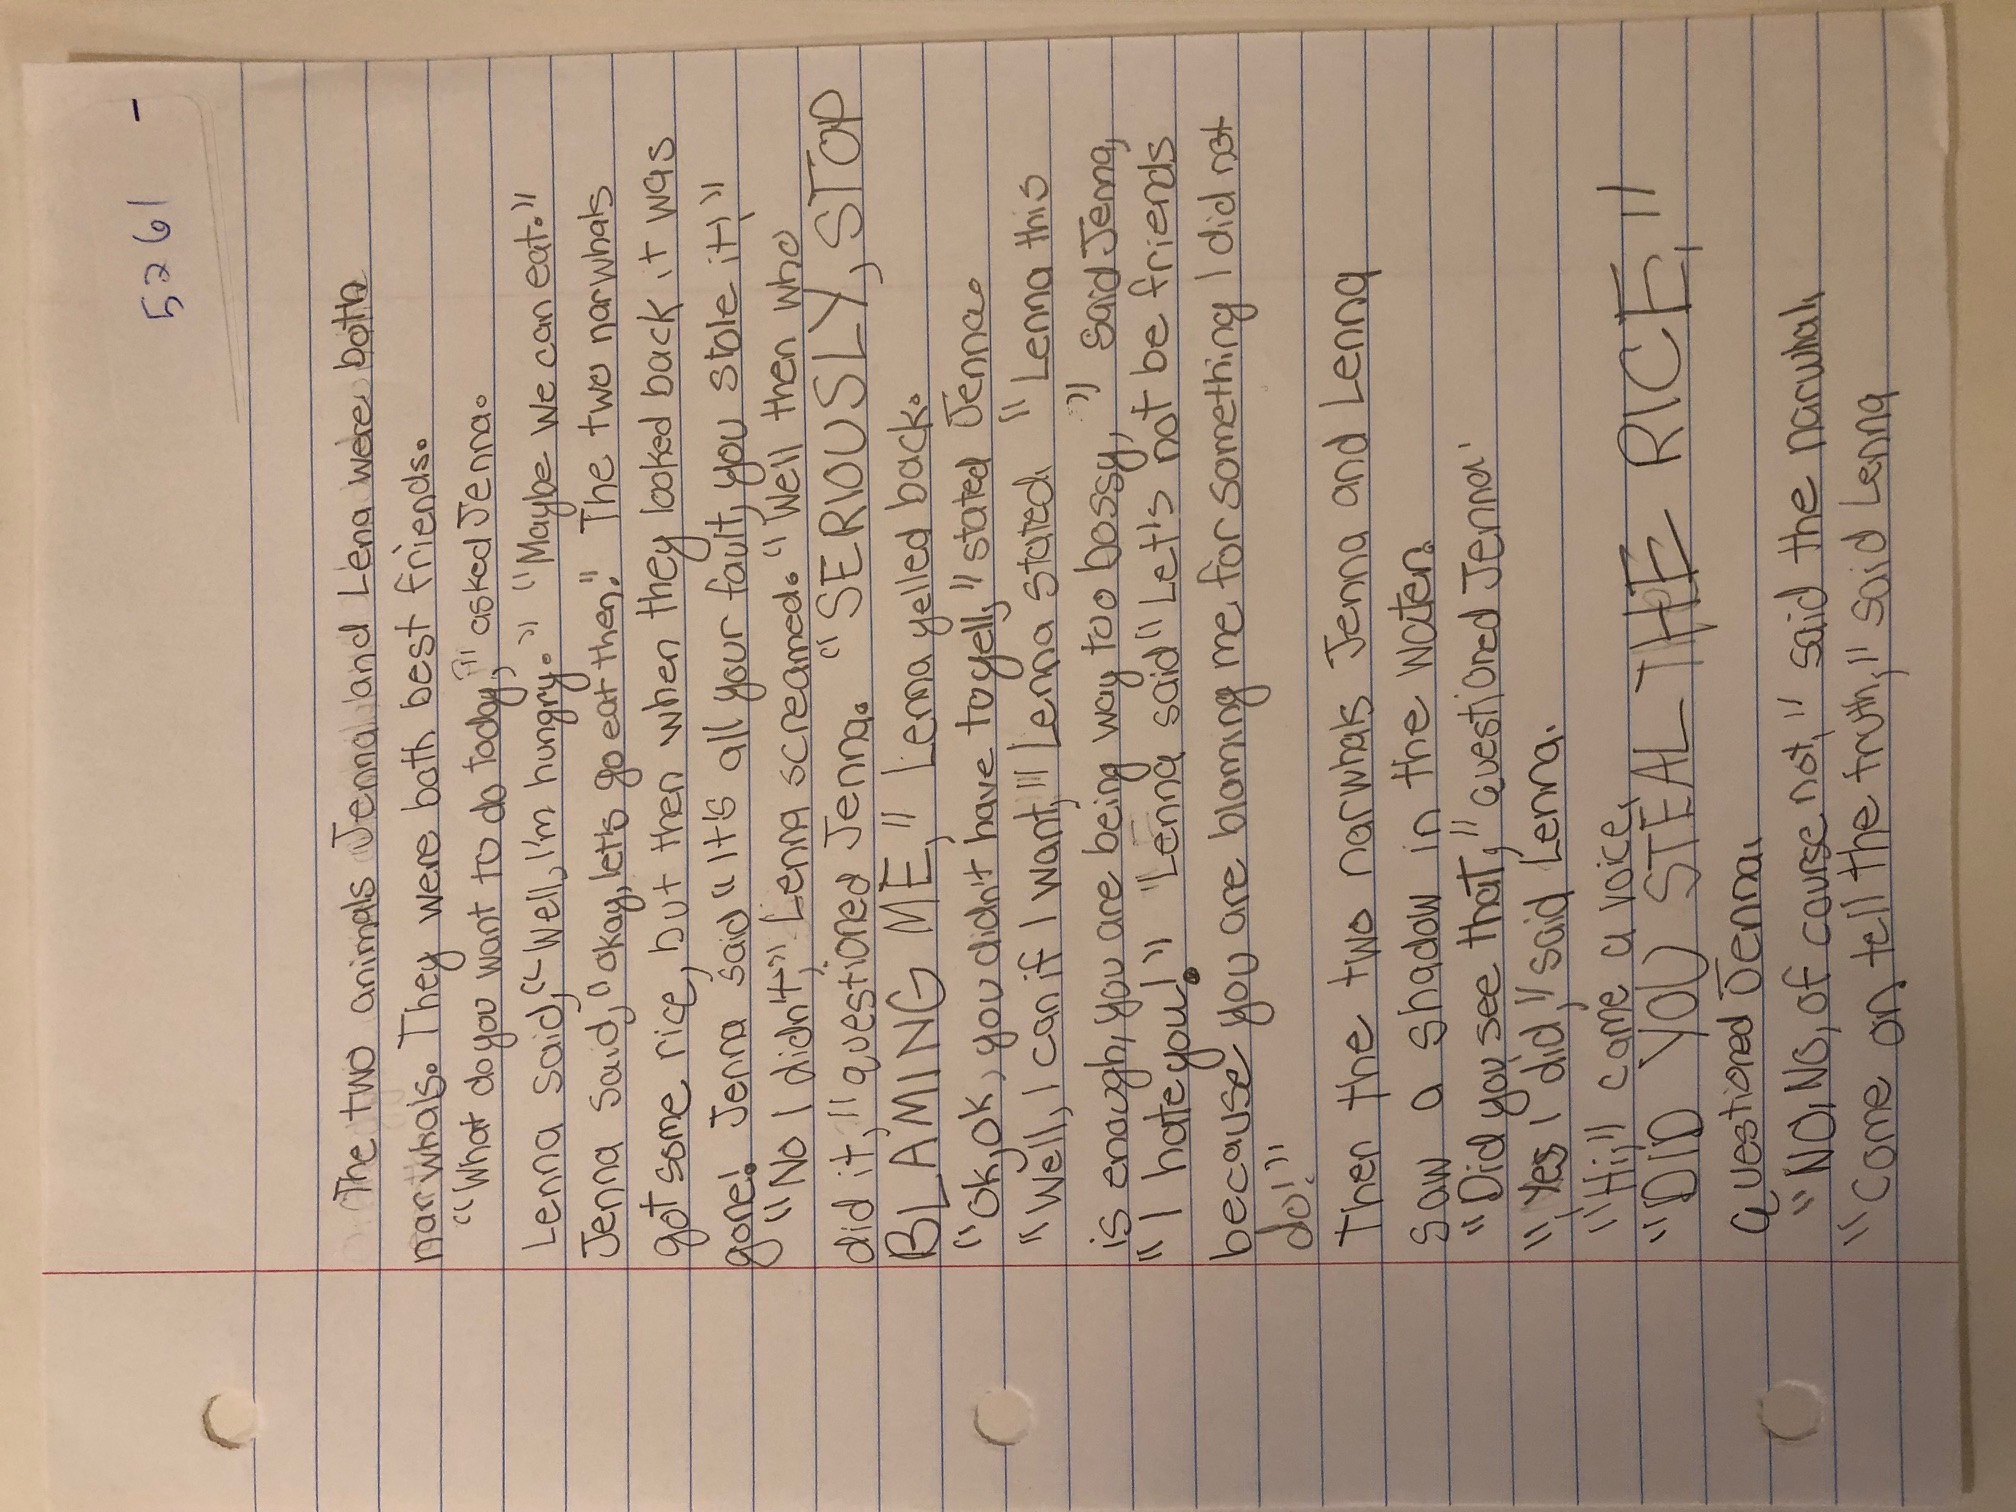 5261 -
The two animals Jenna and Lena were both
narwhals. They were both best friends.
"What do you want to do today," asked Jenna.
Lenna said, "Well, I'm hungry." "Maybe we can eat."
Jenna said, "okay, let's go eat then." The two narwhals
got some rice, but then when they looked back it was
gone! Jenna said "It's all your fault, you stole it!"
"No I didn't," Lenna screamed. "Well then who
did it," questioned Jenna. "SERIOUSLY, STOP
BLAMING ME," Lenna yelled back.
"Ok, ok, you didn't have to yell," stated Jenna.
"Well, I can if I want," Lenna stated. "Lenna this
is enough, you are being way too bossy," said Jenna,
"I hate you!" Lenna said "Let's not be friends
because you are blaming me for something I did not
do!"
Then the two narwhals Jenna and Lenna
saw a shadow in the water.
"Did you see that," questioned Jenna.
"Yes I did," said Lenna.
"Hi," came a voice.
"DID YOU STEAL THE RICE,"
questioned Jenna.
"NO, NO, of course not," said the narwhal.
"Come on tell the truth," said Lenna